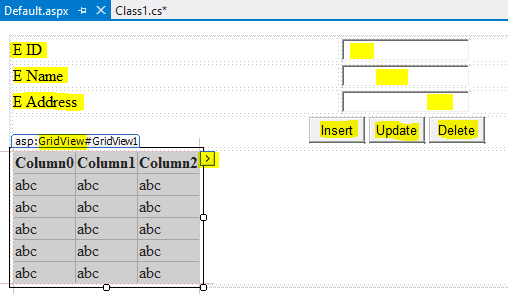 Default.aspx Class1.cs*
E ID
E Name
E Address
Insert Update Delete
asp:GridView#GridView1
Column0 Column1 Column2
abc abc abc
abc abc abc
abc abc abc
abc abc abc
abc abc abc